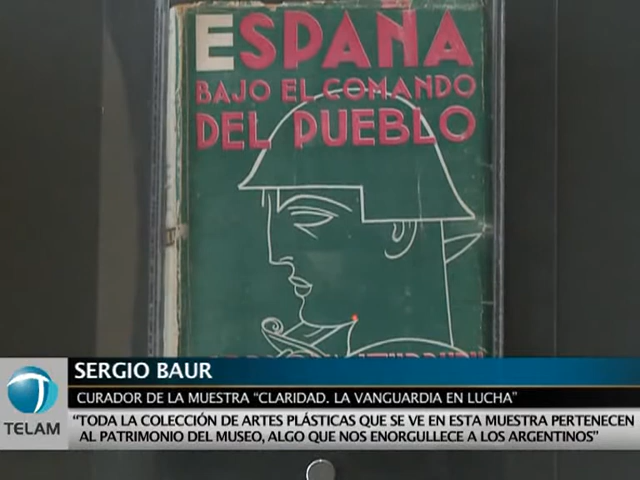 ESPAÑA
BAJO EL COMANDO
DEL PUEBLO
SERGIO BAUR
CURADOR DE LA MUESTRA “CLARIDAD. LA VANGUARDIA EN LUCHA”
TELAM
“TODA LA COLECCIÓN DE ARTES PLÁSTICAS QUE SE VE EN ESTA MUESTRA PERTENECEN
AL PATRIMONIO DEL MUSEO, ALGO QUE NOS ENORGULLECE A LOS ARGENTINOS”